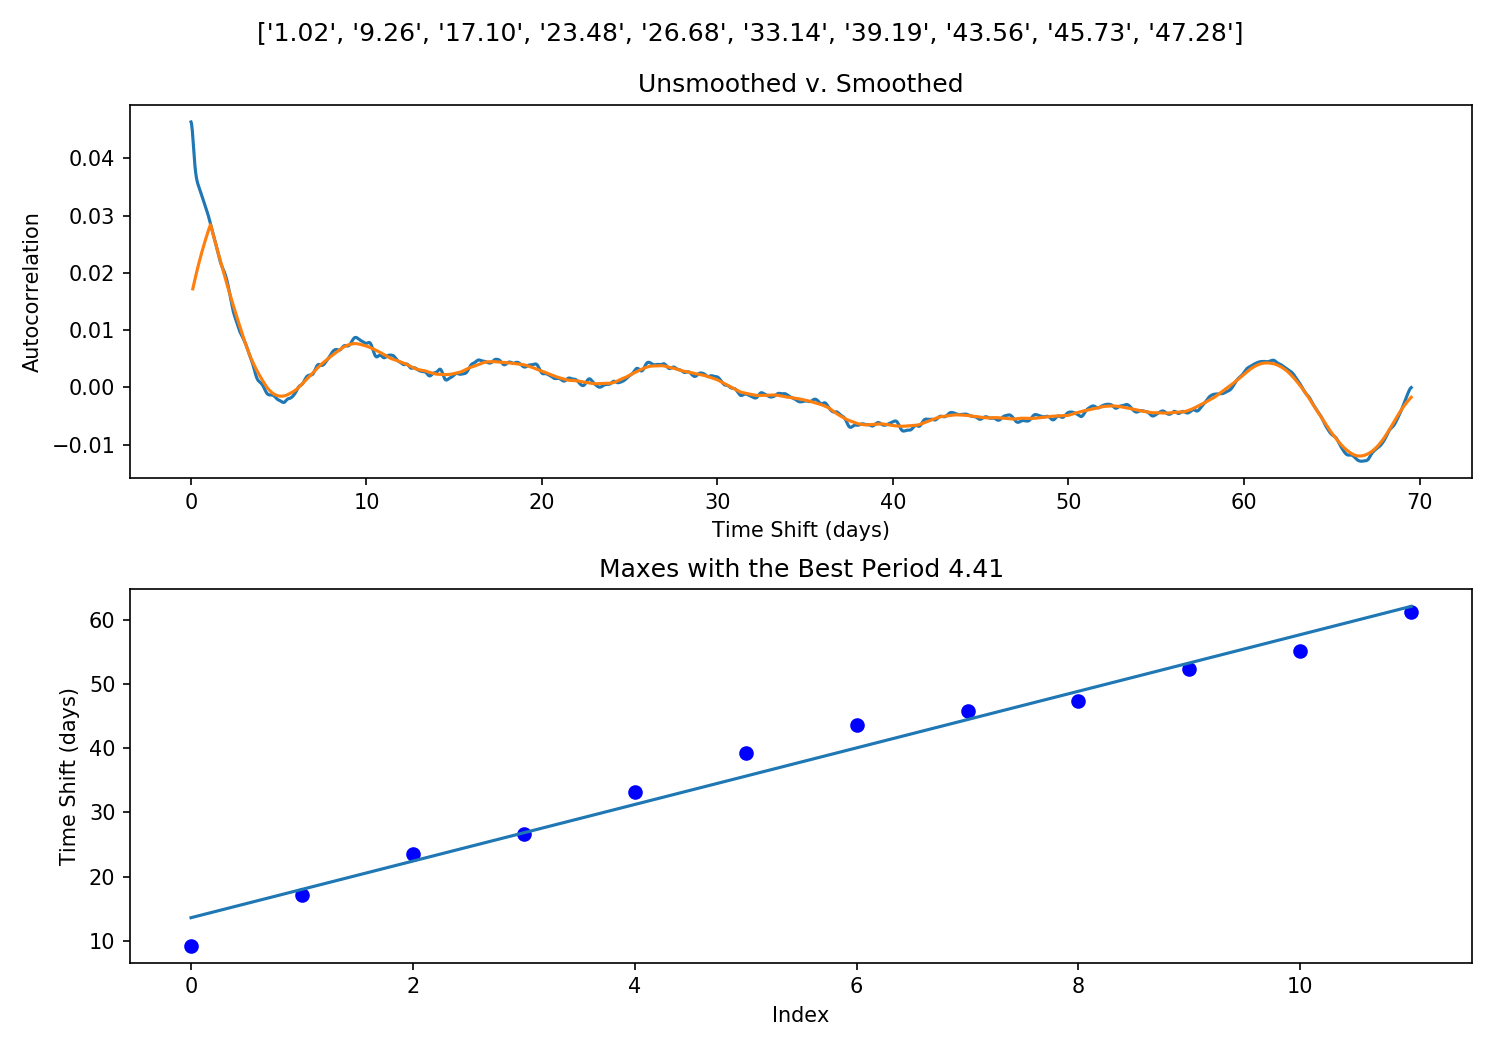 ['1.02', '9.26', '17.10', '23.48', '26.68', '33.14', '39.19', '43.56', '45.73', '47.28']
Unsmoothed v. Smoothed
Autocorrelation
0.04
0.03
0.02
0.01
0.00
−0.01
0 10 20 30 40 50 60 70
Time Shift (days)
Maxes with the Best Period 4.41
Time Shift (days)
60
50
40
30
20
10
0 2 4 6 8 10
Index